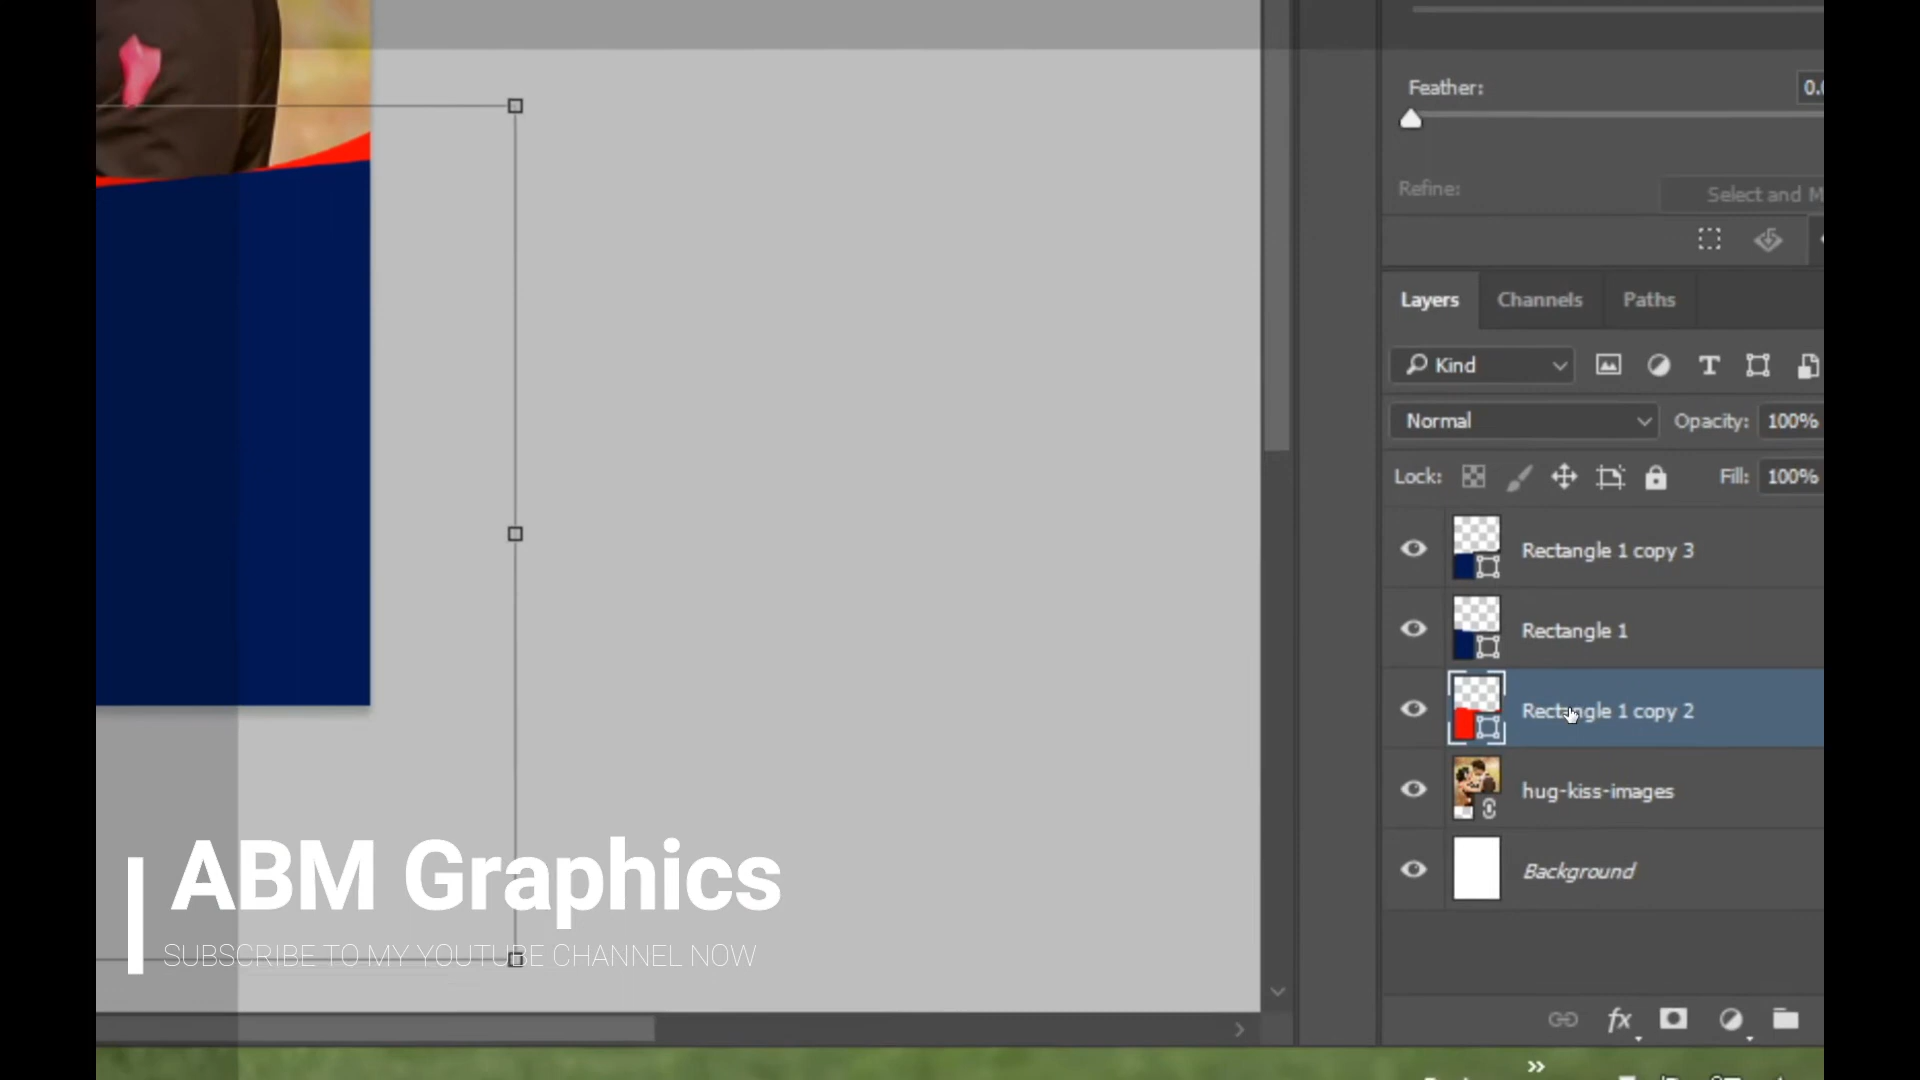 Feather:
Refine:
Select and M
Layers
Channels
Paths
Kind
Normal
Opacity:
100%
Lock:
Fill:
100%
Rectangle 1 copy 3
Rectangle 1
Rectangle 1 copy 2
hug-kiss-images
Background
fx
ABM Graphics
SUBSCRIBE TO MY YOUTUBE CHANNEL NOW